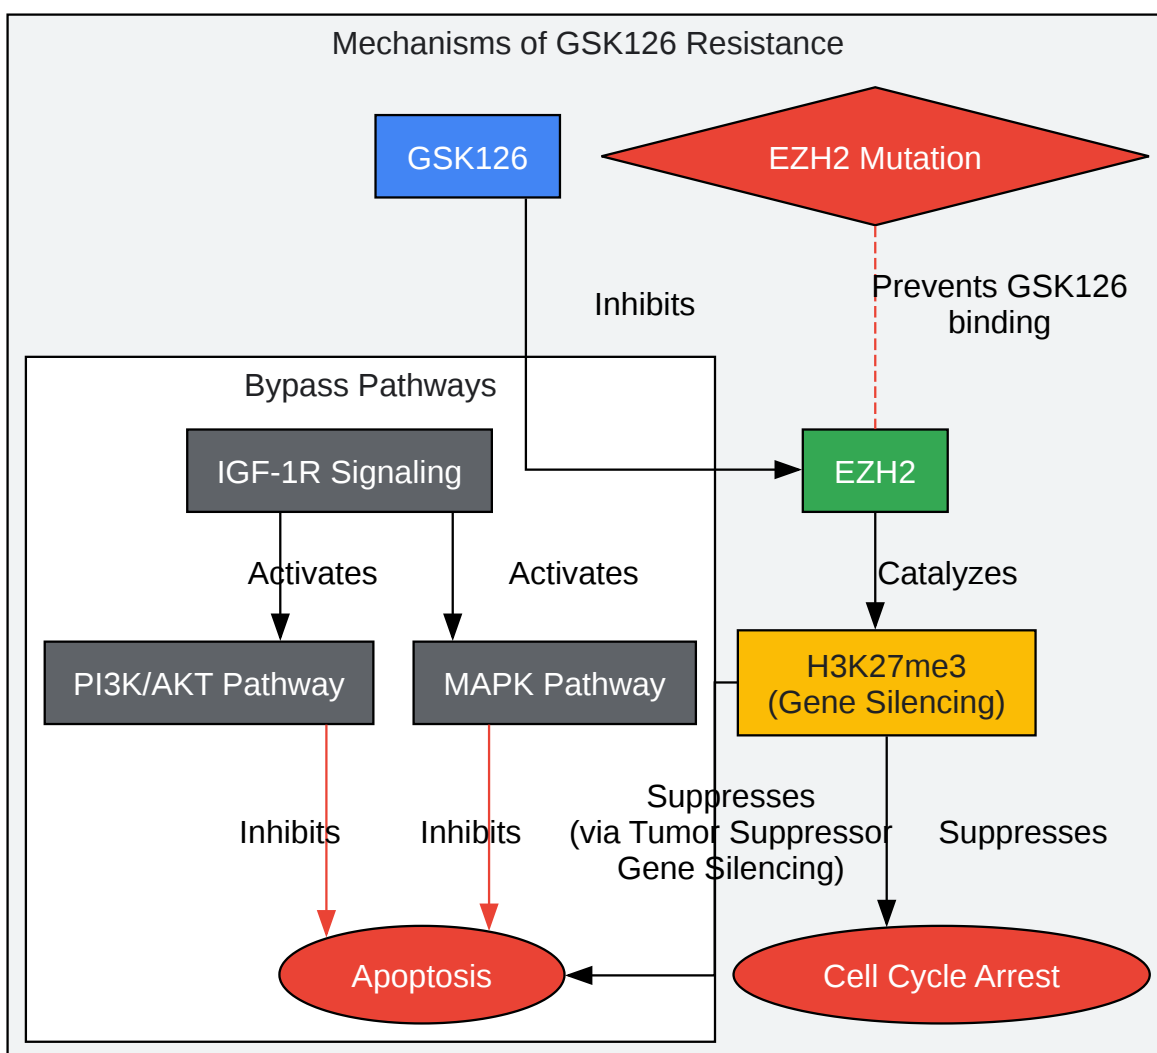 Mechanisms of GSK126 Resistance
GSK126
EZH2 Mutation
Inhibits
Prevents GSK126
binding
Bypass Pathways
IGF-1R Signaling
EZH2
Activates
Activates
Catalyzes
PI3K/AKT Pathway
MAPK Pathway
H3K27me3
(Gene Silencing)
Inhibits
Inhibits
Suppresses
(via Tumor Suppressor
Gene Silencing)
Suppresses
Apoptosis
Cell Cycle Arrest